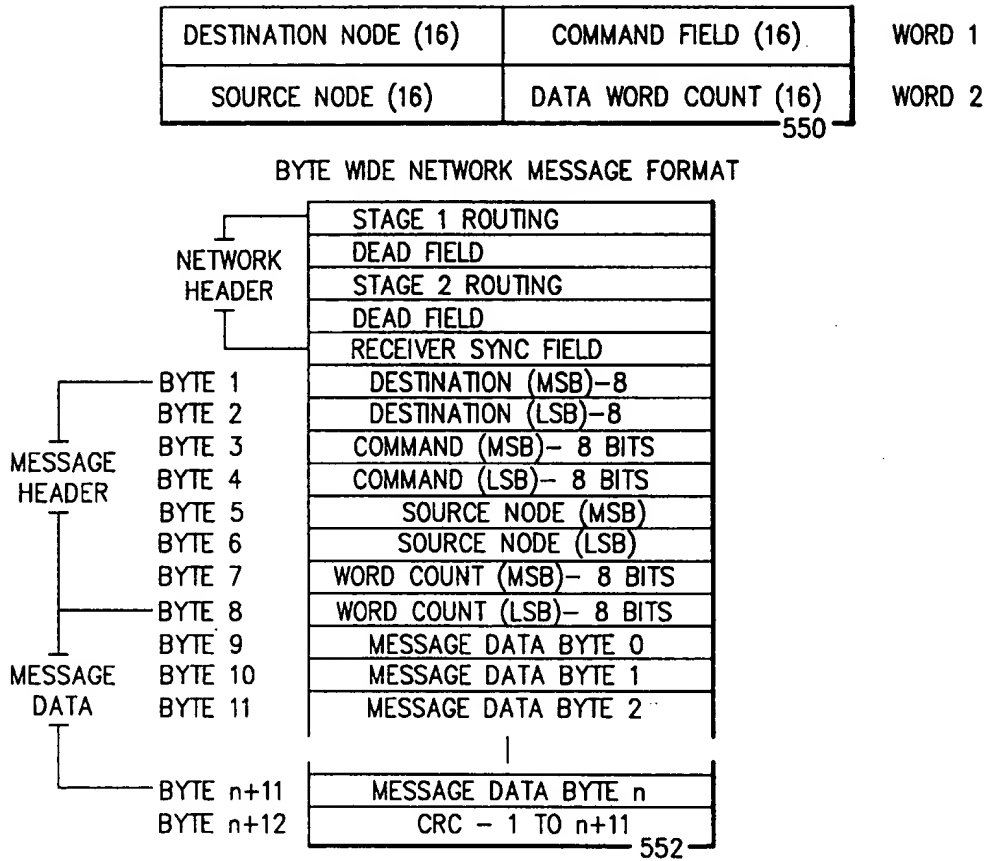 DESTINATION NODE (16) COMMAND FIELD (16) WORD 1
SOURCE NODE (16) DATA WORD COUNT (16) WORD 2
550
BYTE WIDE NETWORK MESSAGE FORMAT
STAGE 1 ROUTING
DEAD FIELD
NETWORK HEADER
STAGE 2 ROUTING
DEAD FIELD
RECEIVER SYNC FIELD
BYTE 1 DESTINATION (MSB)-8
BYTE 2 DESTINATION (LSB)-8
BYTE 3 COMMAND (MSB)- 8 BITS
MESSAGE HEADER
BYTE 4 COMMAND (LSB)- 8 BITS
BYTE 5 SOURCE NODE (MSB)
BYTE 6 SOURCE NODE (LSB)
BYTE 7 WORD COUNT (MSB)- 8 BITS
BYTE 8 WORD COUNT (LSB)- 8 BITS
BYTE 9 MESSAGE DATA BYTE 0
MESSAGE DATA
BYTE 10 MESSAGE DATA BYTE 1
BYTE 11 MESSAGE DATA BYTE 2
BYTE n+11 MESSAGE DATA BYTE n
BYTE n+12 CRC - 1 TO n+11
552